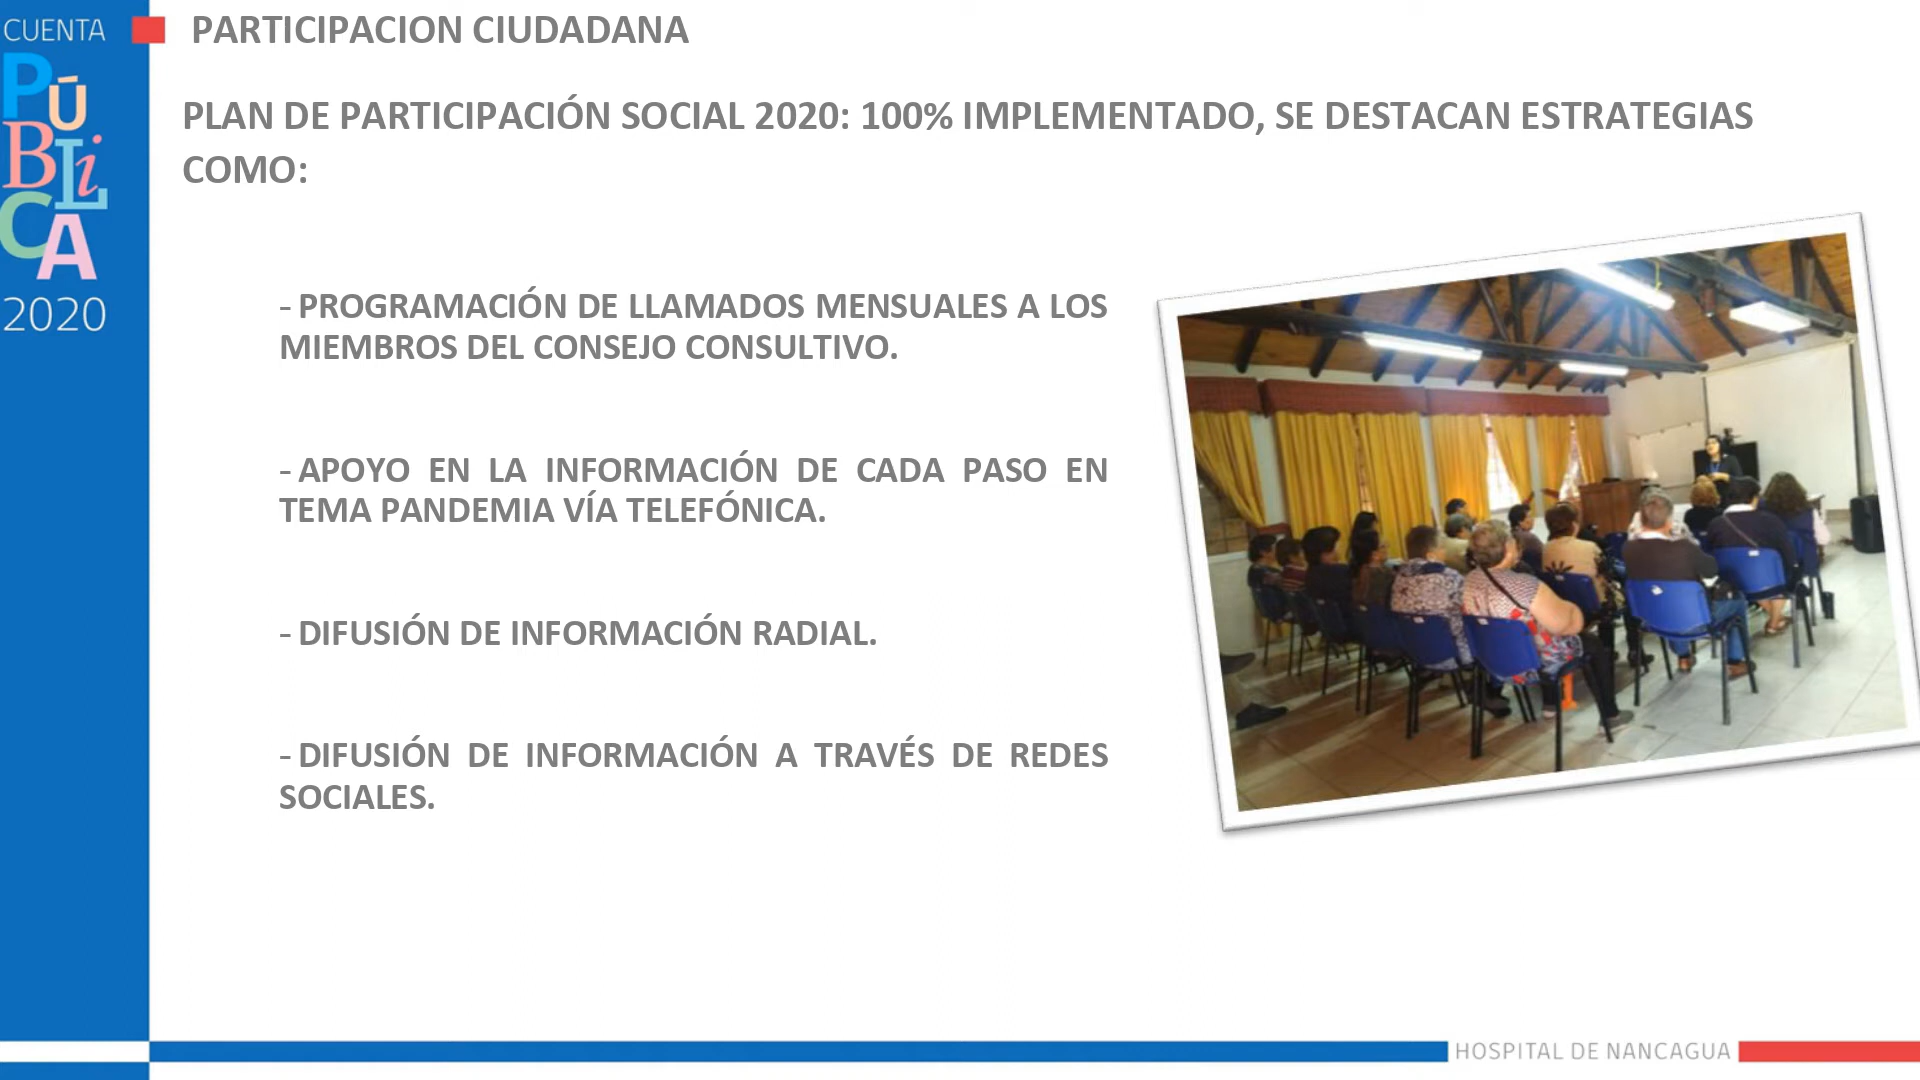 CUENTA
PÚBLiCA
2020
PARTICIPACION CIUDADANA
PLAN DE PARTICIPACIÓN SOCIAL 2020: 100% IMPLEMENTADO, SE DESTACAN ESTRATEGIAS
COMO:
- PROGRAMACIÓN DE LLAMADOS MENSUALES A LOS
MIEMBROS DEL CONSEJO CONSULTIVO.
- APOYO EN LA INFORMACIÓN DE CADA PASO EN
TEMA PANDEMIA VÍA TELEFÓNICA.
- DIFUSIÓN DE INFORMACIÓN RADIAL.
- DIFUSIÓN DE INFORMACIÓN A TRAVÉS DE REDES
SOCIALES.
HOSPITAL DE NANCAGUA